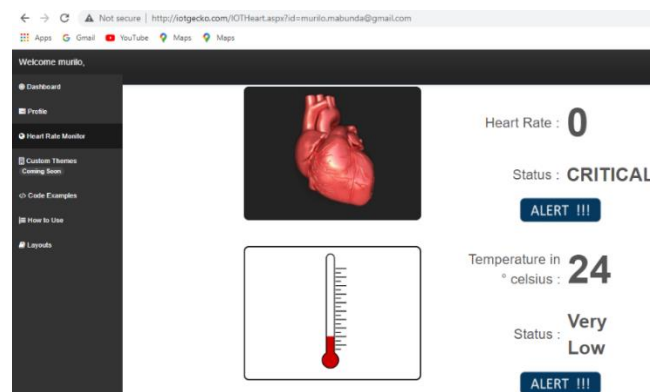 Not secure | http://iotgecko.com/IOTHeart.aspx?id=murilo.mabunda@gmail.com
Apps Gmail YouTube Maps Maps
Welcome murilo,
Dashboard
Profile
Heart Rate Monitor
Custom Themes
Coming Soon
</> Code Examples
How to Use
Layouts
Heart Rate : 0
Status : CRITICAL
ALERT !!!
Temperature in
° celsius : 24
Status : Very
Low
ALERT !!!